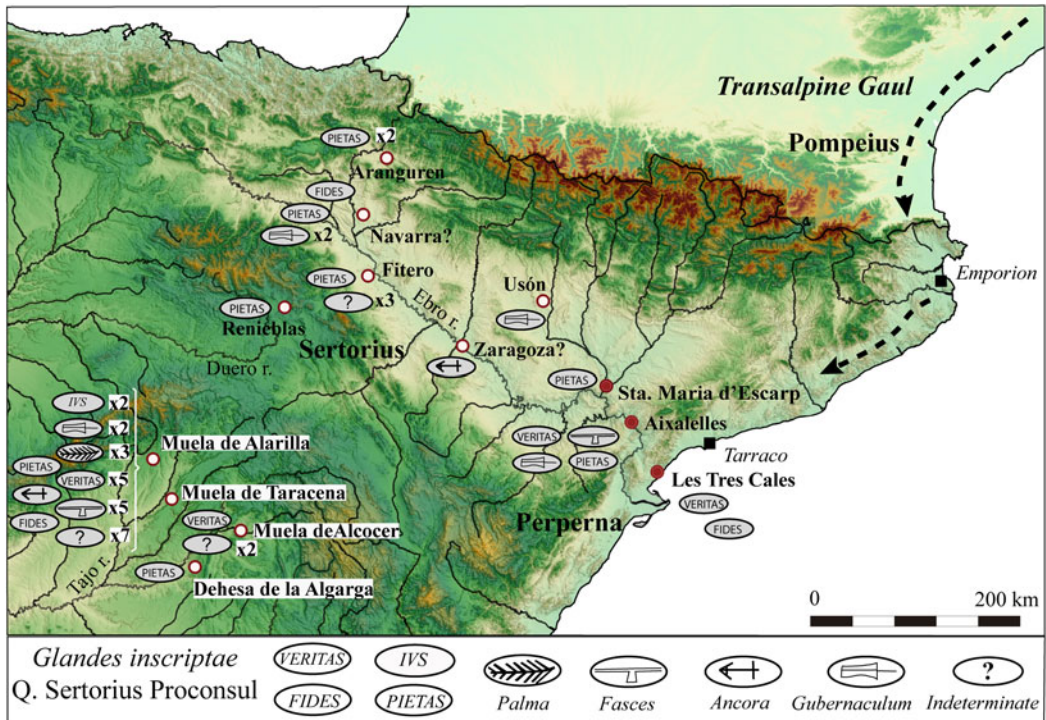 Transalpine Gaul
Pompeius
PIETAS x2
Aranguren
FIDES
PIETAS
x2
Navarra?
Emporion
PIETAS
Fitero
? x3
Usón
PIETAS
Renieblas
Ebro r.
Sertorius
Zaragoza?
Duero r.
PIETAS
Sta. Maria d'Escarp
IVS x2
x2
Aixalelles
VERITAS
PIETAS
Tarraco
x3
Muela de Alarilla
PIETAS
VERITAS x5
Les Tres Cales
Muela de Taracena
x5
VERITAS
FIDES
Perperna
VERITAS
FIDES
? x7
Muela deAlcocer
? x2
Tajo r.
PIETAS
Dehesa de la Algarga
0 200 km
Glandes inscriptae
Q. Sertorius Proconsul
VERITAS IVS
FIDES PIETAS
Palma Fasces Ancora Gubernaculum
?
Indeterminate